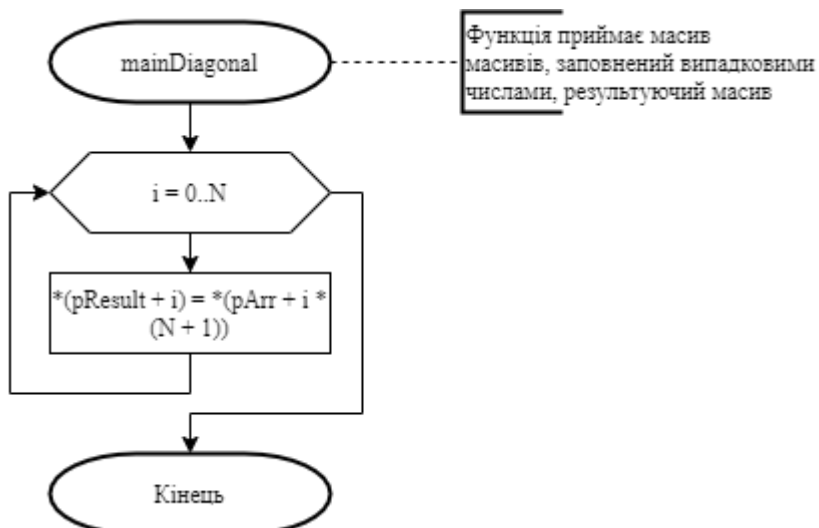 mainDiagonal
Функція приймає масив
масивів, заповнений випадковими
числами, результуючий масив
i = 0..N
*(pResult + i) = *(pArr + i *
(N + 1))
Кінець